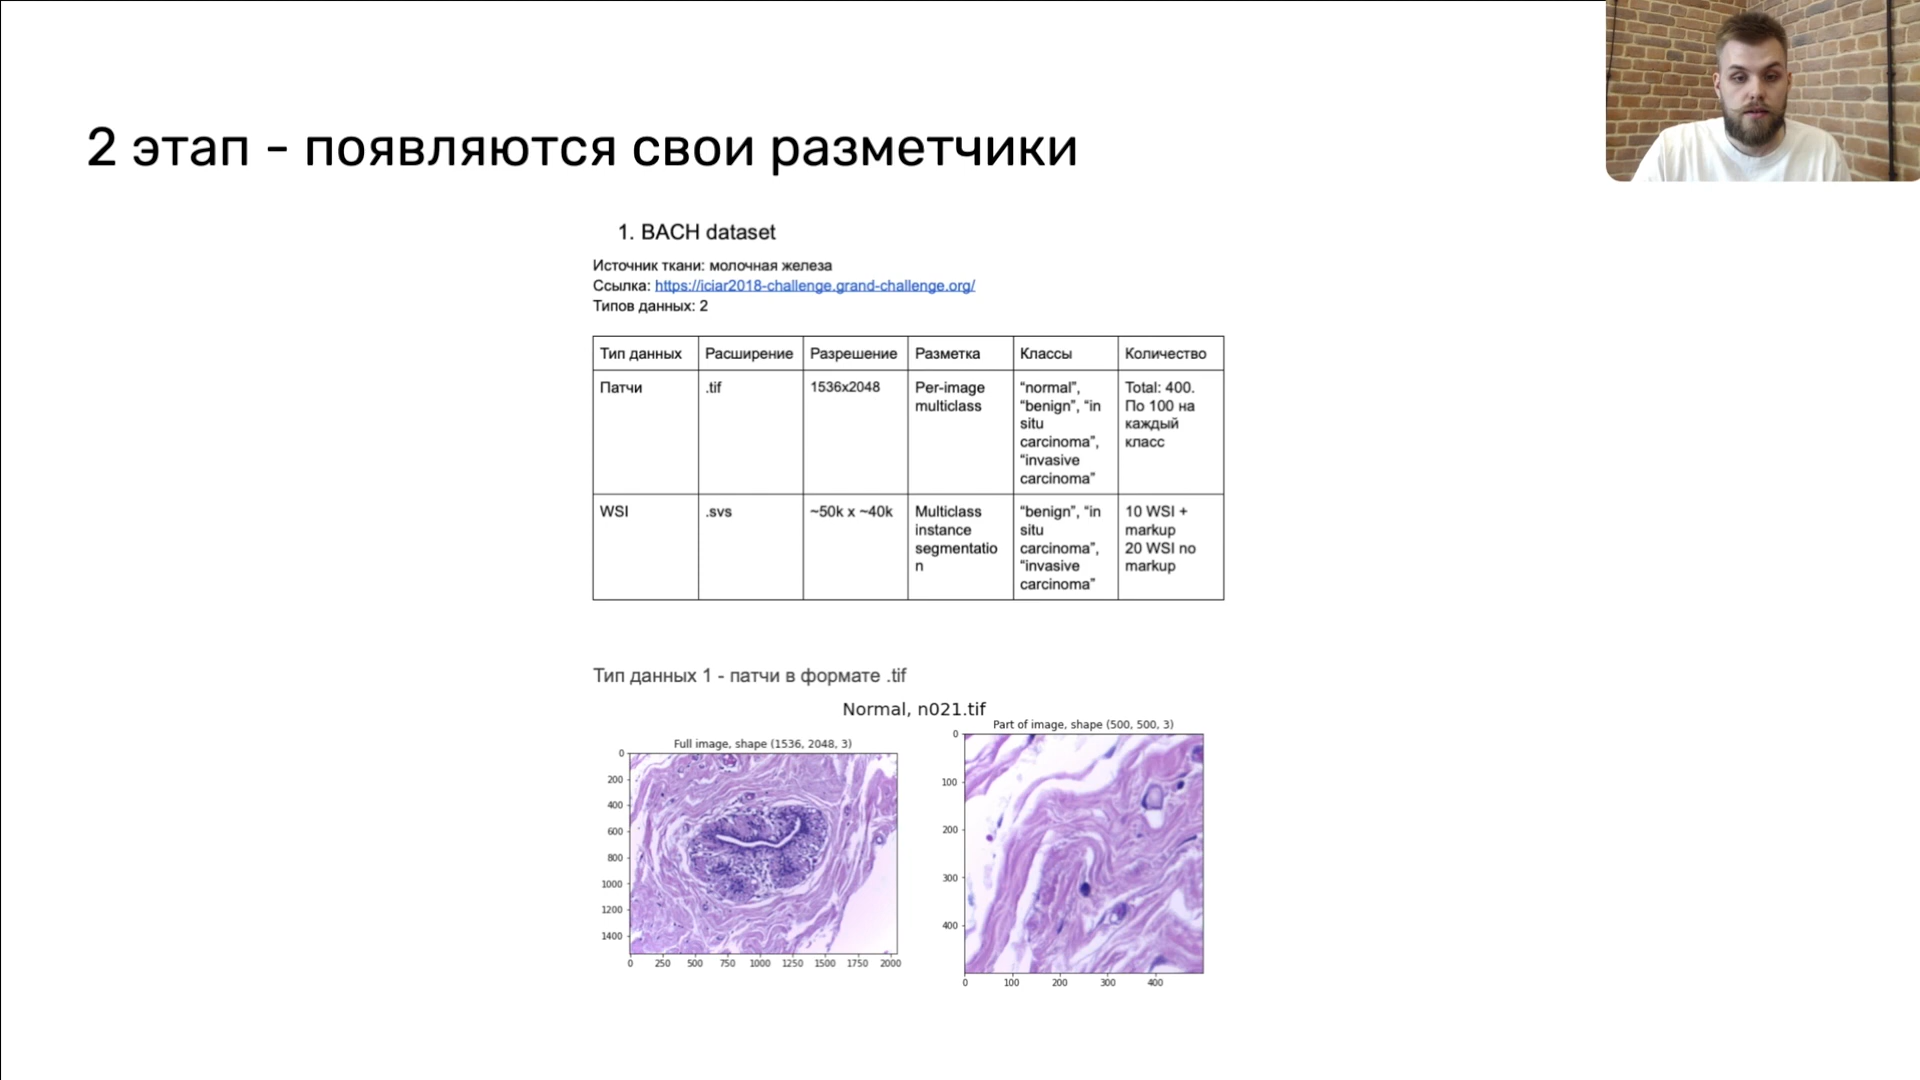 2 этап - появляются свои разметчики
1. BACH dataset
Источник ткани: молочная железа
Ссылка: https://iciar2018-challenge.grand-challenge.org/
Типов данных: 2
Тип данных Расширение Разрешение Разметка Классы Количество
Патчи .tif 1536x2048 Per-image multiclass “normal”, “benign”, “in situ carcinoma”, “invasive carcinoma” Total: 400. По 100 на каждый класс
WSI .svs ~50k x ~40k Multiclass instance segmentatio n “benign”, “in situ carcinoma”, “invasive carcinoma” 10 WSI + markup 20 WSI no markup
Тип данных 1 - патчи в формате .tif
Normal, n021.tif
Full image, shape (1536, 2048, 3)
0
200
400
600
800
1000
1200
1400
0 250 500 750 1000 1250 1500 1750 2000
Part of image, shape (500, 500, 3)
0
100
200
300
400
0 100 200 300 400